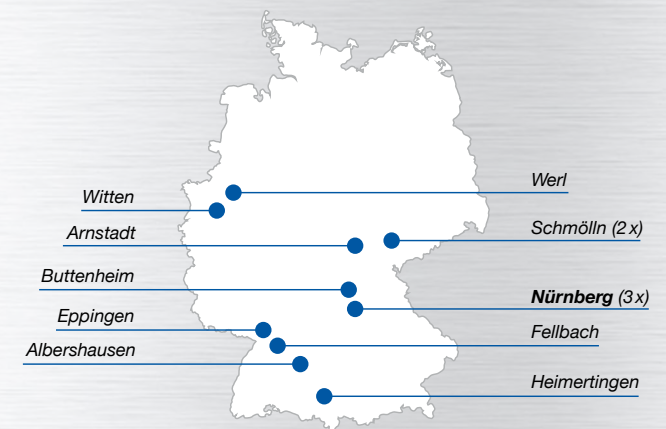 Witten
Arnstadt
Buttenheim
Eppingen
Albershausen
Werl
Schmölln (2 x)
Nürnberg (3 x)
Fellbach
Heimertingen